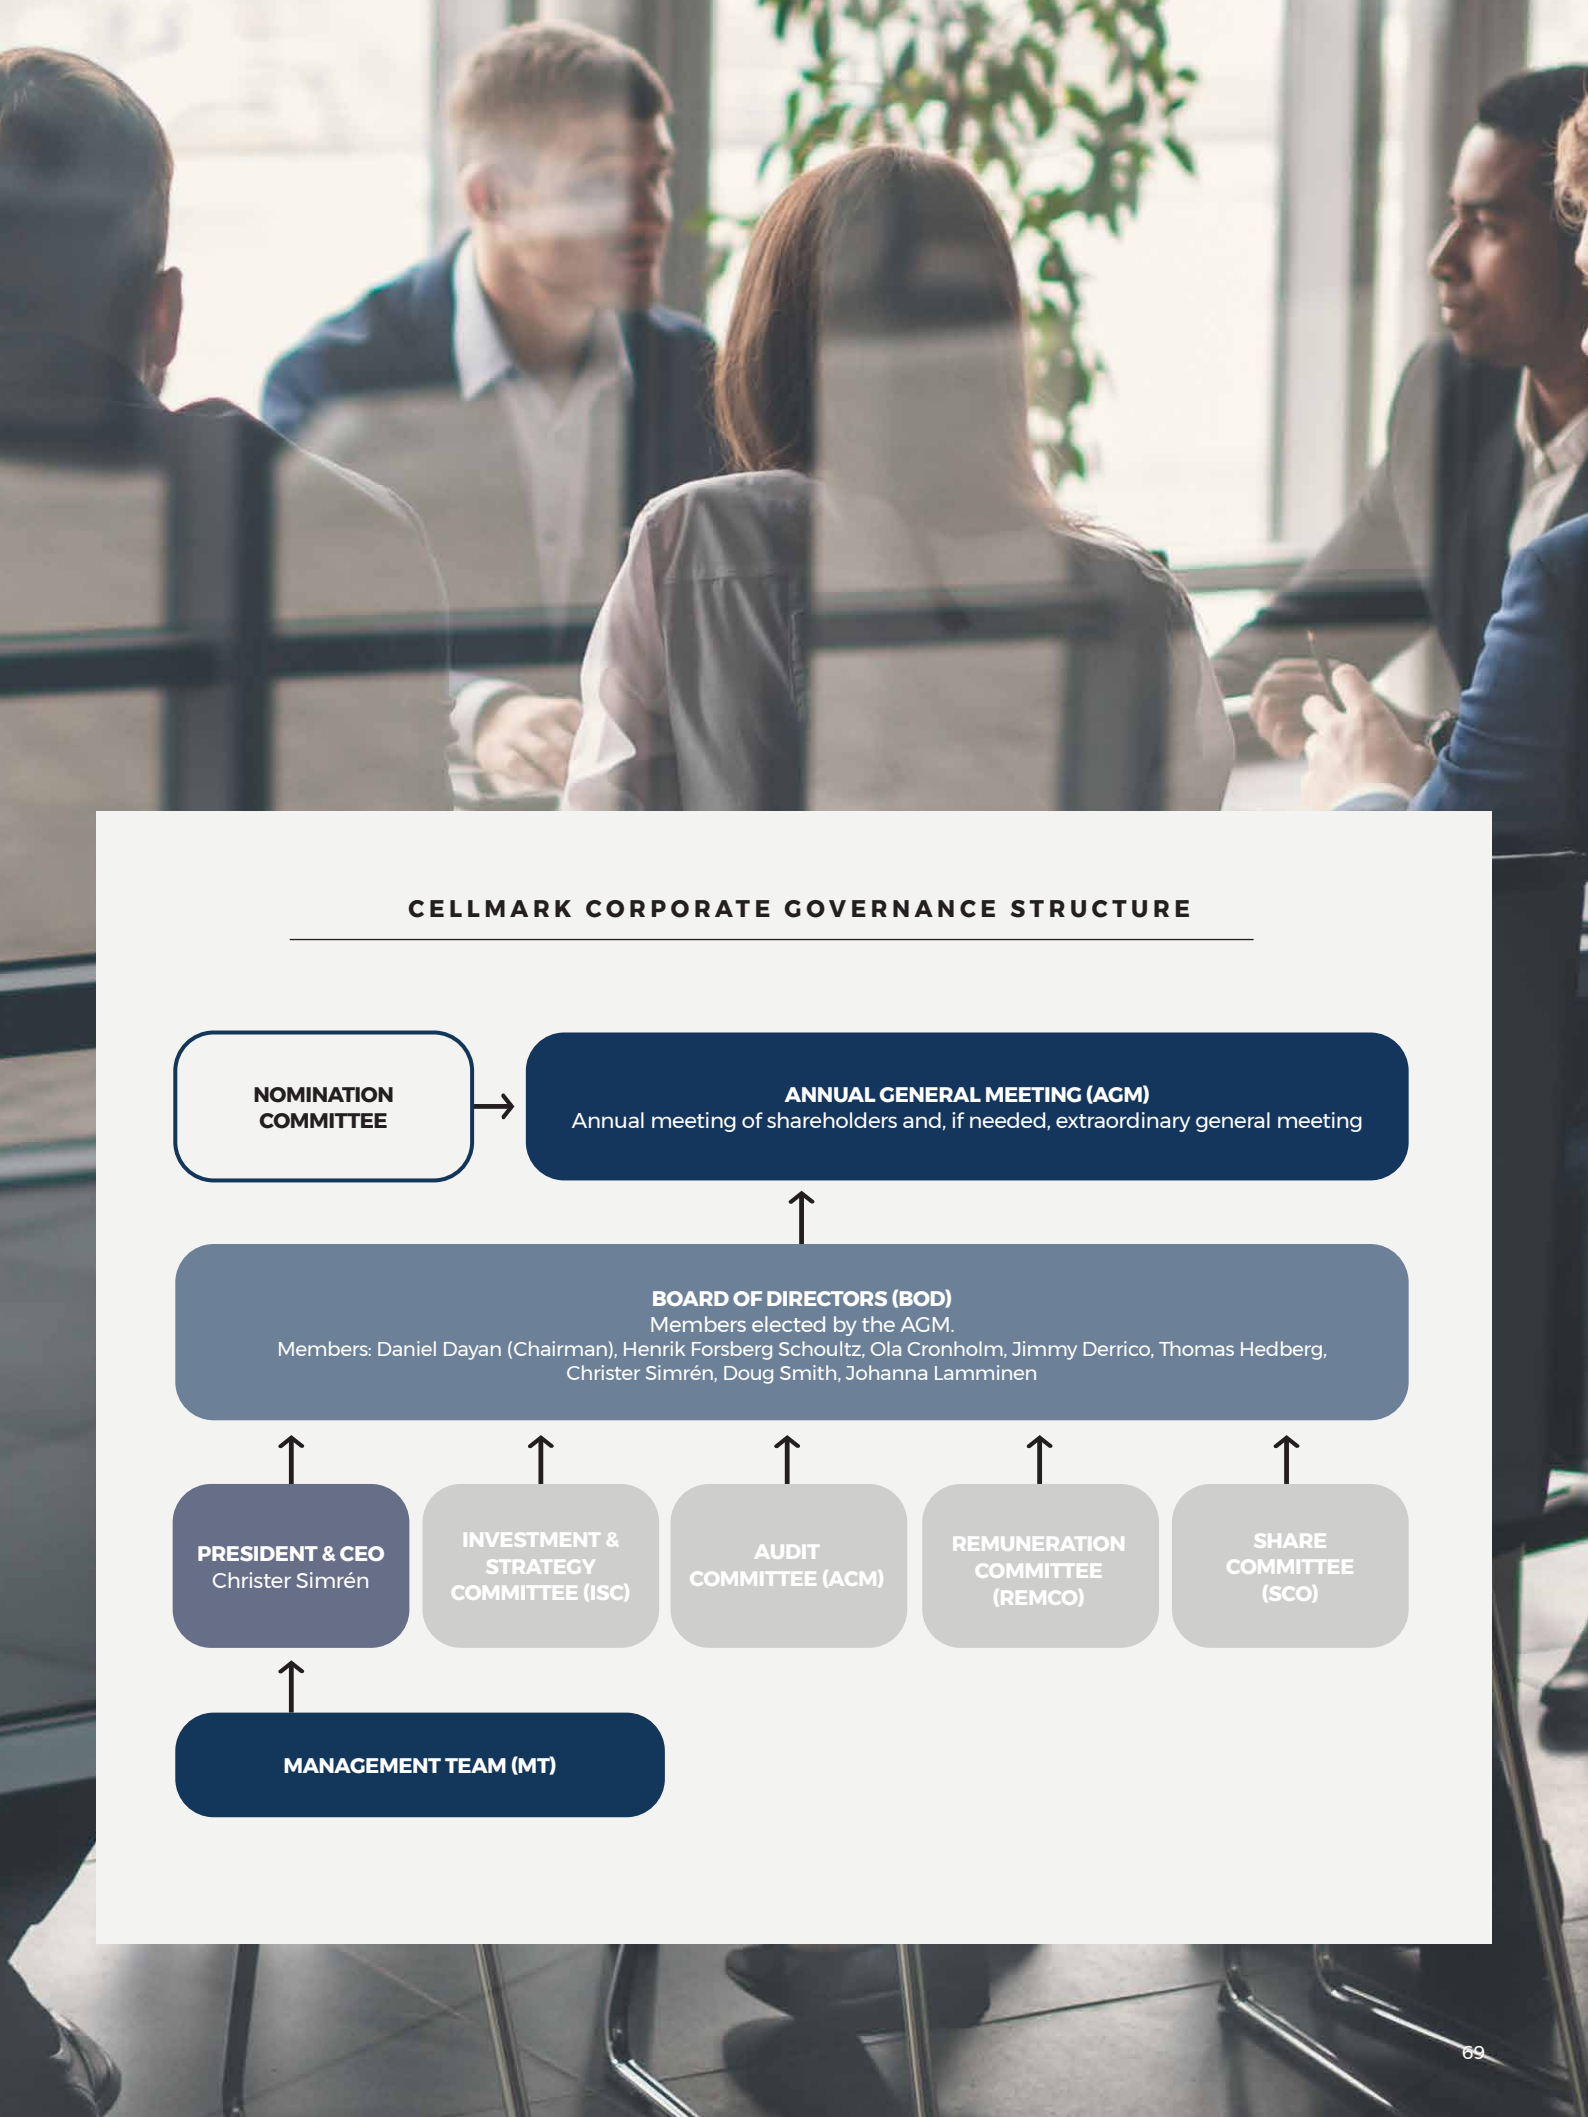 CELLMARK CORPORATE GOVERNANCE STRUCTURE
NOMINATION
COMMITTEE
ANNUAL GENERAL MEETING (AGM)
Annual meeting of shareholders and, if needed, extraordinary general meeting
BOARD OF DIRECTORS (BOD)
Members elected by the AGM.
Members: Daniel Dayan (Chairman), Henrik Forsberg Schoultz, Ola Cronholm, Jimmy Derrico, Thomas Hedberg,
Christer Simrén, Doug Smith, Johanna Lamminen
PRESIDENT & CEO
Christer Simrén
INVESTMENT &
STRATEGY
COMMITTEE (ISC)
AUDIT
COMMITTEE (ACM)
REMUNERATION
COMMITTEE
(REMCO)
SHARE
COMMITTEE
(SCO)
MANAGEMENT TEAM (MT)
69